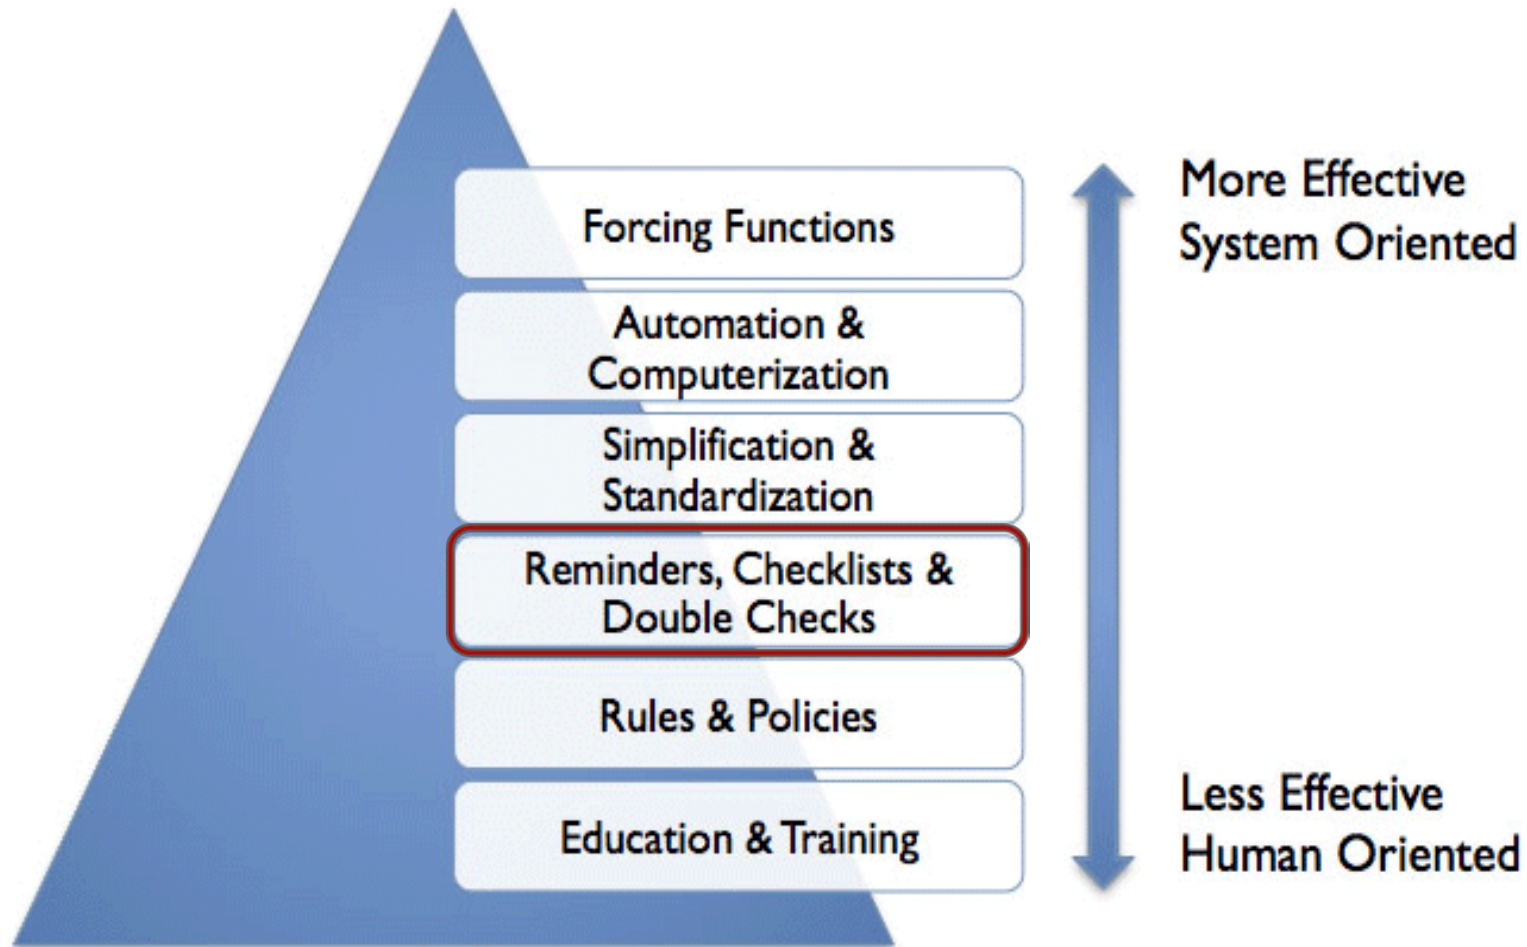 Forcing Functions
Automation &
Computerization
Simplification &
Standardization
Reminders, Checklists &
Double Checks
Rules & Policies
Education & Training
More Effective
System Oriented
Less Effective
Human Oriented